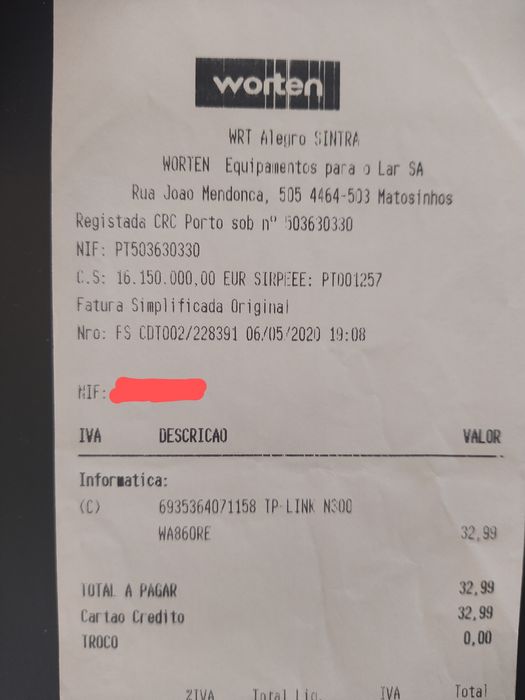 worten
WRT Alegro SINTRA
WORTEN Equipamentos para o Lar SA
Rua Joao Mendonca, 505 4464-503 Matosinhos
Registada CRC Porto sob nº 503630330
NIF: PT503630330
C.S: 16.150.000,00 EUR SIRPEEE: PT001257
Fatura Simplificada Original
Nro: FS CDT002/228391 06/05/2020 19:08
NIF:
IVA DESCRICAO VALOR
Informatica:
(C) 6935364071158 TP-LINK N300
WA860RE 32,99
TOTAL A PAGAR 32,99
Cartao Credito 32,99
TROCO 0,00
%IVA Total Liq. IVA Total